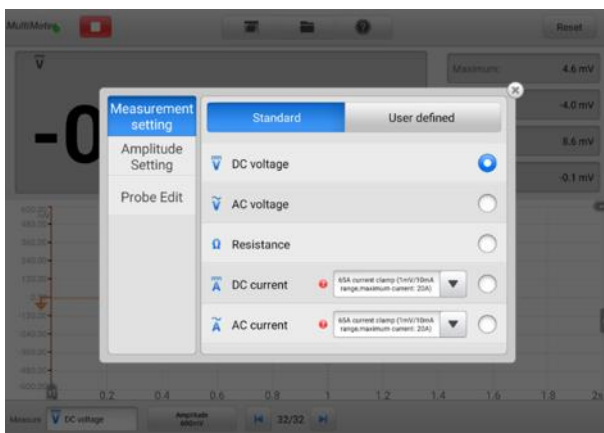 MultiMeter
Reset
V
Maximum:
4.6 mV
-0
-4.0 mV
8.6 mV
-0.1 mV
Measurement
setting
Amplitude
Setting
Probe Edit
Standard
User defined
V DC voltage
V AC voltage
Ω Resistance
A DC current
65A current clamp (1mV/10mA
range,maximum current: 20A)
A AC current
65A current clamp (1mV/10mA
range,maximum current: 20A)
0.2 0.4 0.6 0.8 1 1.2 1.4 1.6 1.8 2s
Measure V DC voltage
Amplitude
600mV
32/32